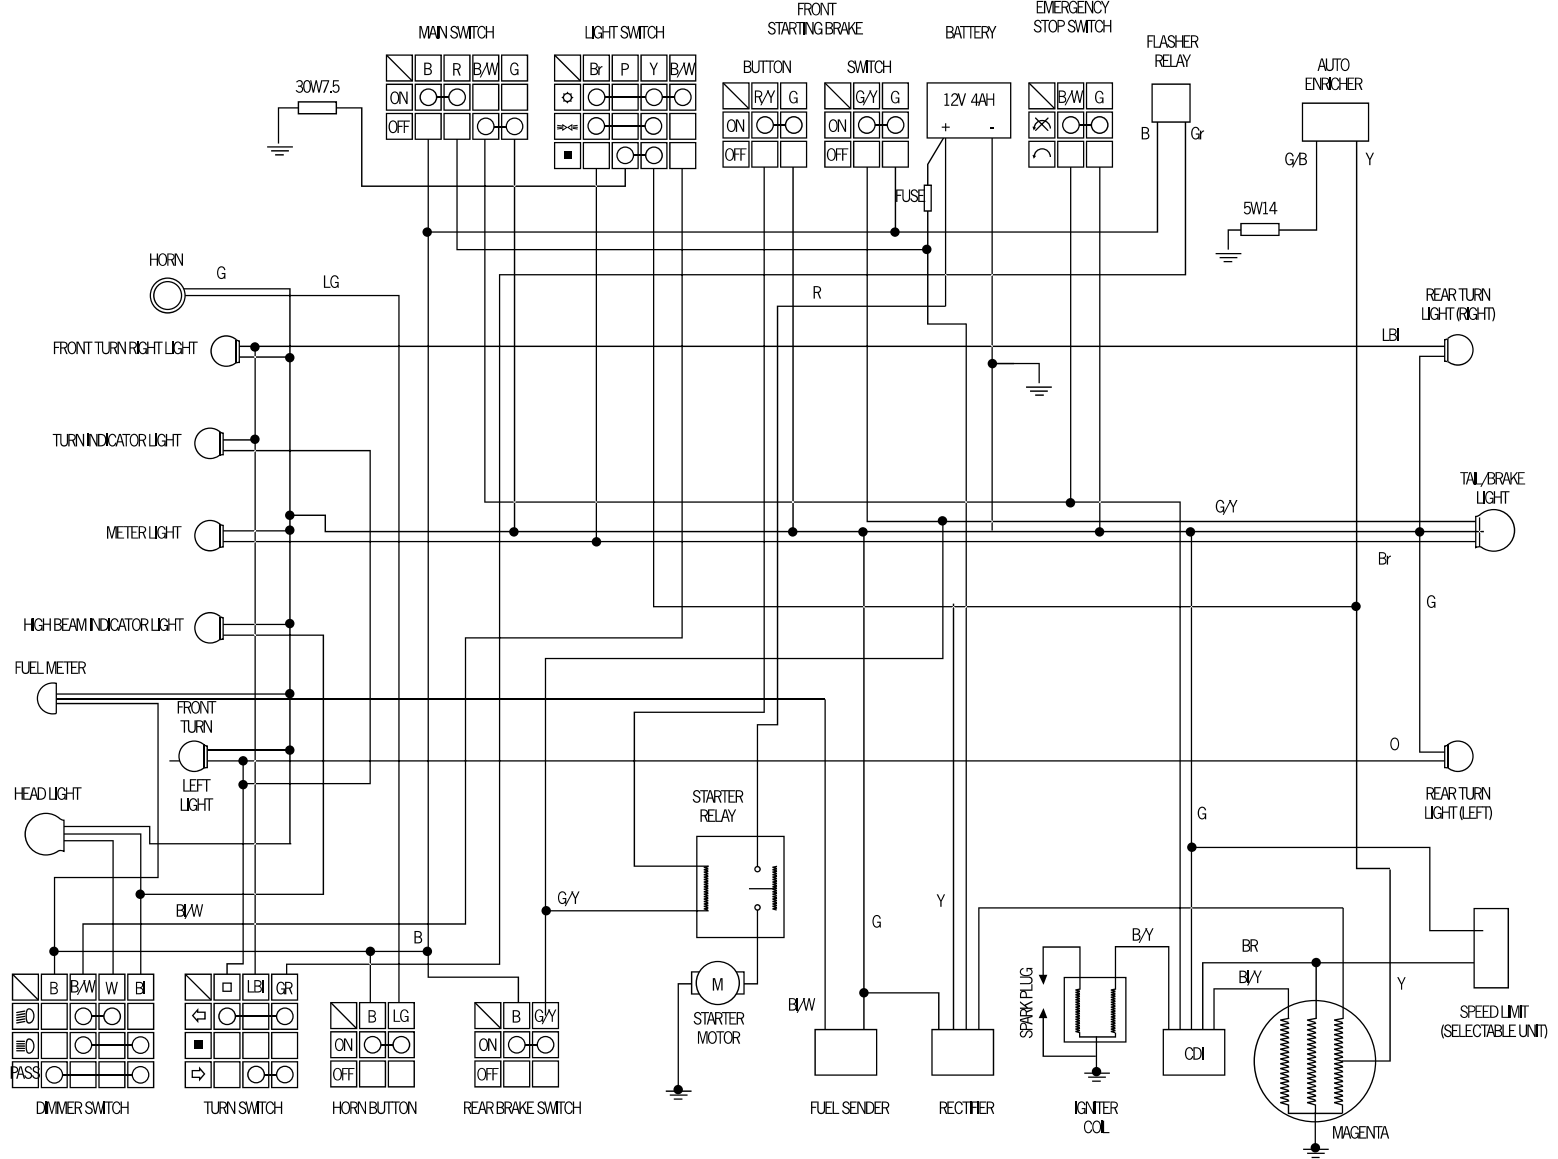 FRONT
STARTING BRAKE
EMERGENCY
STOP SWITCH
MAIN SWITCH
LIGHT SWITCH
BATTERY
FLASHER
RELAY
AUTO
ENRICHER
BUTTON
SWITCH
B R B/W G
ON
OFF
Br P Y B/W
R/Y G
ON
OFF
G/Y G
ON
OFF
12V 4AH
+ -
B/W G
30W7.5
B Gr
G/B Y
FUSE
5W14
HORN
G
LG
R
REAR TURN
LIGHT (RIGHT)
LBl
FRONT TURN RIGHT LIGHT
TURN INDICATOR LIGHT
TAIL/BRAKE
LIGHT
G/Y
METER LIGHT
Br
G
HIGH BEAM INDICATOR LIGHT
FUEL METER
FRONT
TURN
LEFT
LIGHT
O
REAR TURN
LIGHT (LEFT)
HEAD LIGHT
STARTER
RELAY
G
G/Y
Y
G
Bl/W
B
B/Y
BR
Bl/Y
Y
B B/W W Bl
PASS
DIMMER SWITCH
LBl GR
TURN SWITCH
B LG
ON
OFF
HORN BUTTON
B G/Y
ON
OFF
REAR BRAKE SWITCH
M
STARTER
MOTOR
Bl/W
FUEL SENDER
RECTIFIER
SPARK PLUG
IGNITER
COIL
CDI
MAGENTA
SPEED LIMIT
(SELECTABLE UNIT)